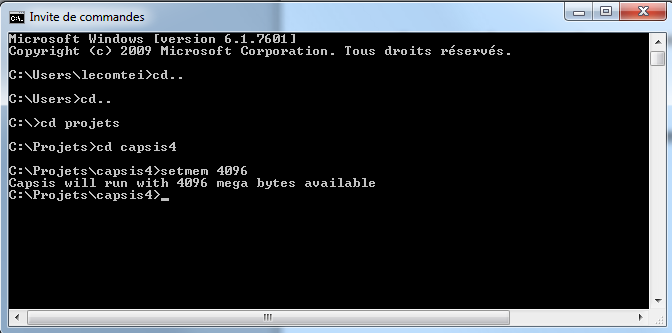 Invite de commandes
Microsoft Windows [version 6.1.7601]
Copyright (c) 2009 Microsoft Corporation. Tous droits réservés.
C:\Users\lecomtei>cd..
C:\Users>cd..
C:\>cd projets
C:\Projets>cd capsis4
C:\Projets\capsis4>setmem 4096
Capsis will run with 4096 mega bytes available
C:\Projets\capsis4>_